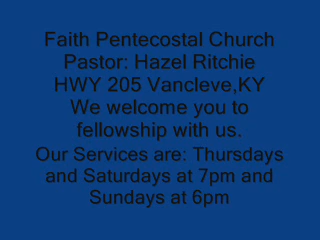 Faith Pentecostal Church
Pastor: Hazel Ritchie
HWY 205 Vancleve,KY
We welcome you to
fellowship with us.
Our Services are: Thursdays
and Saturdays at 7pm and
Sundays at 6pm